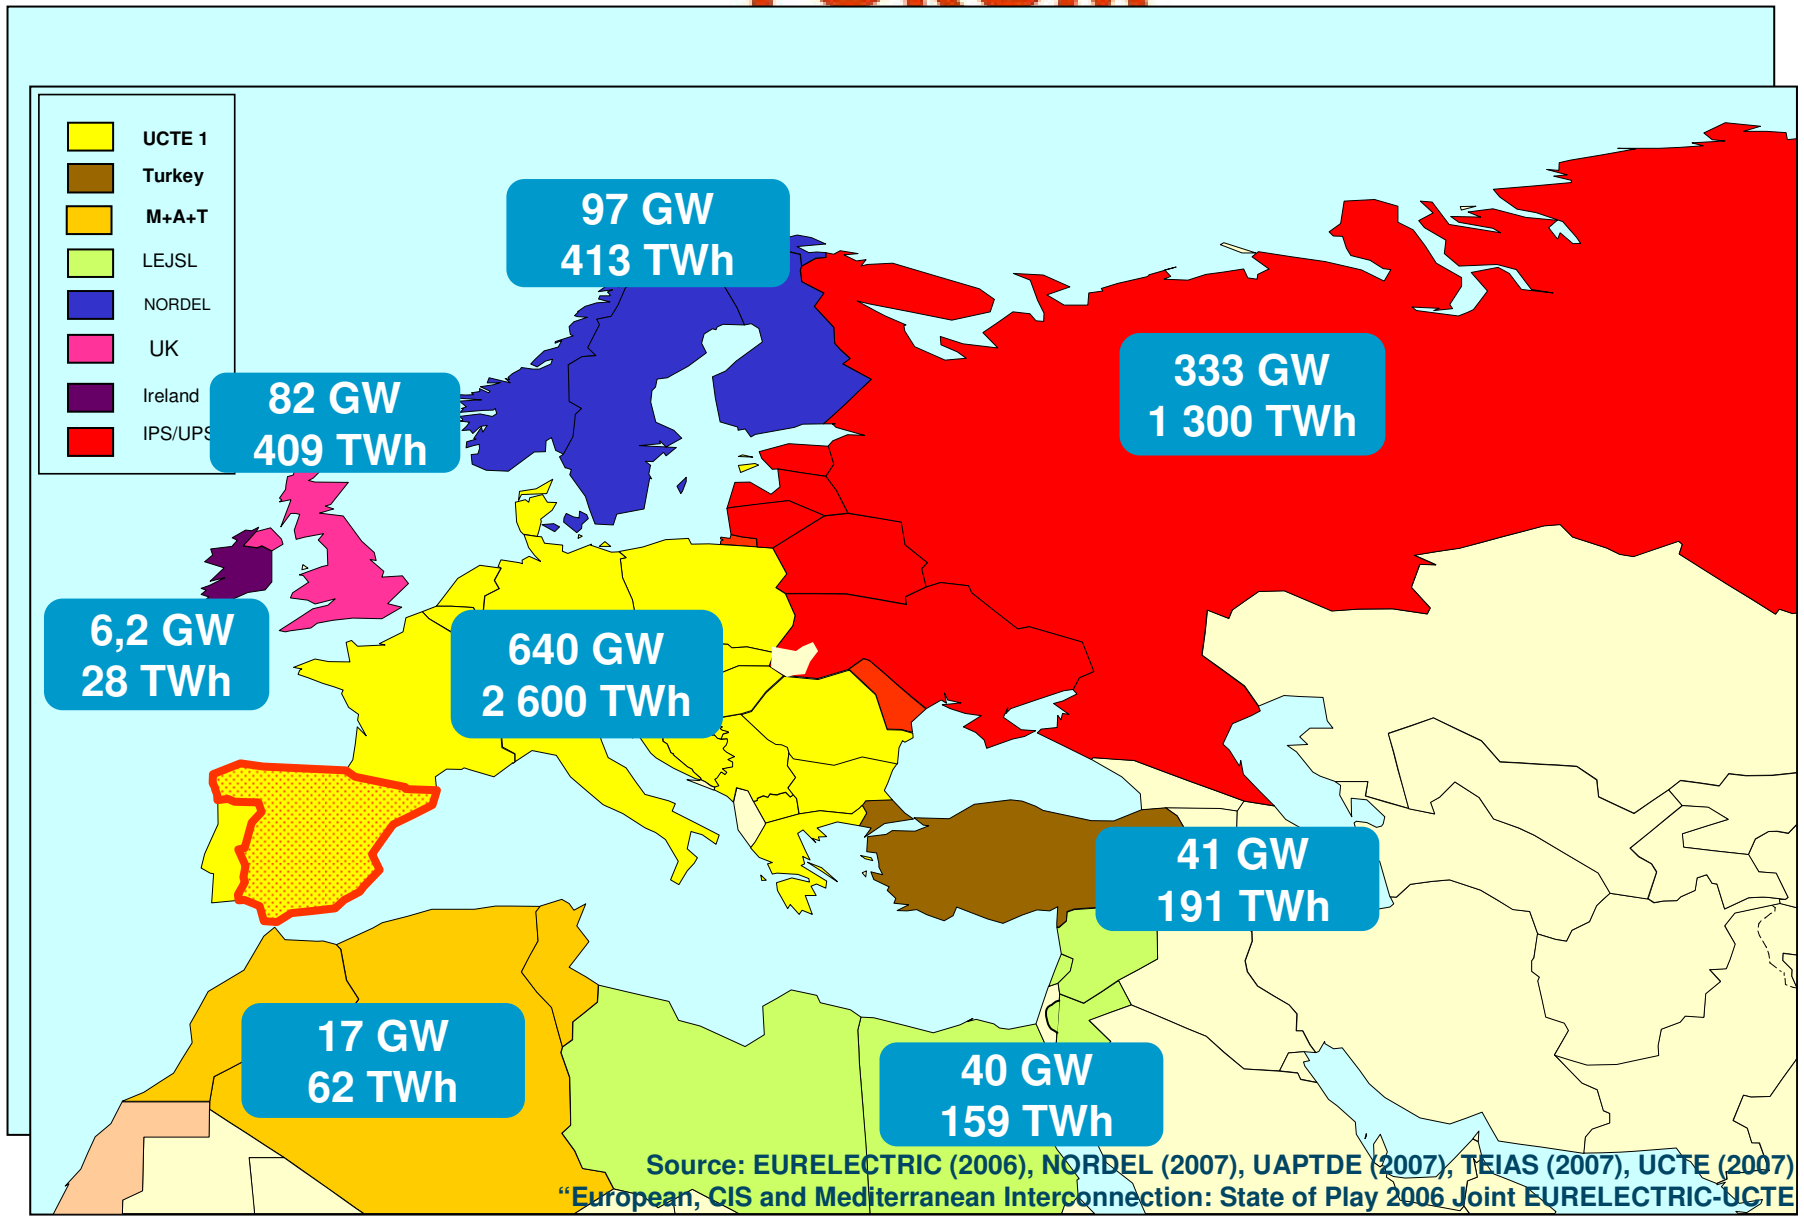 UCTE 1
Turkey
M+A+T
LEJSL
NORDEL
UK
Ireland
IPS/UPS
97 GW
413 TWh
82 GW
409 TWh
333 GW
1 300 TWh
6,2 GW
28 TWh
640 GW
2 600 TWh
41 GW
191 TWh
17 GW
62 TWh
40 GW
159 TWh
Source: EURELECTRIC (2006), NORDEL (2007), UAPTDE (2007), TEIAS (2007), UCTE (2007)
“European, CIS and Mediterranean Interconnection: State of Play 2006 Joint EURELECTRIC-UCTE